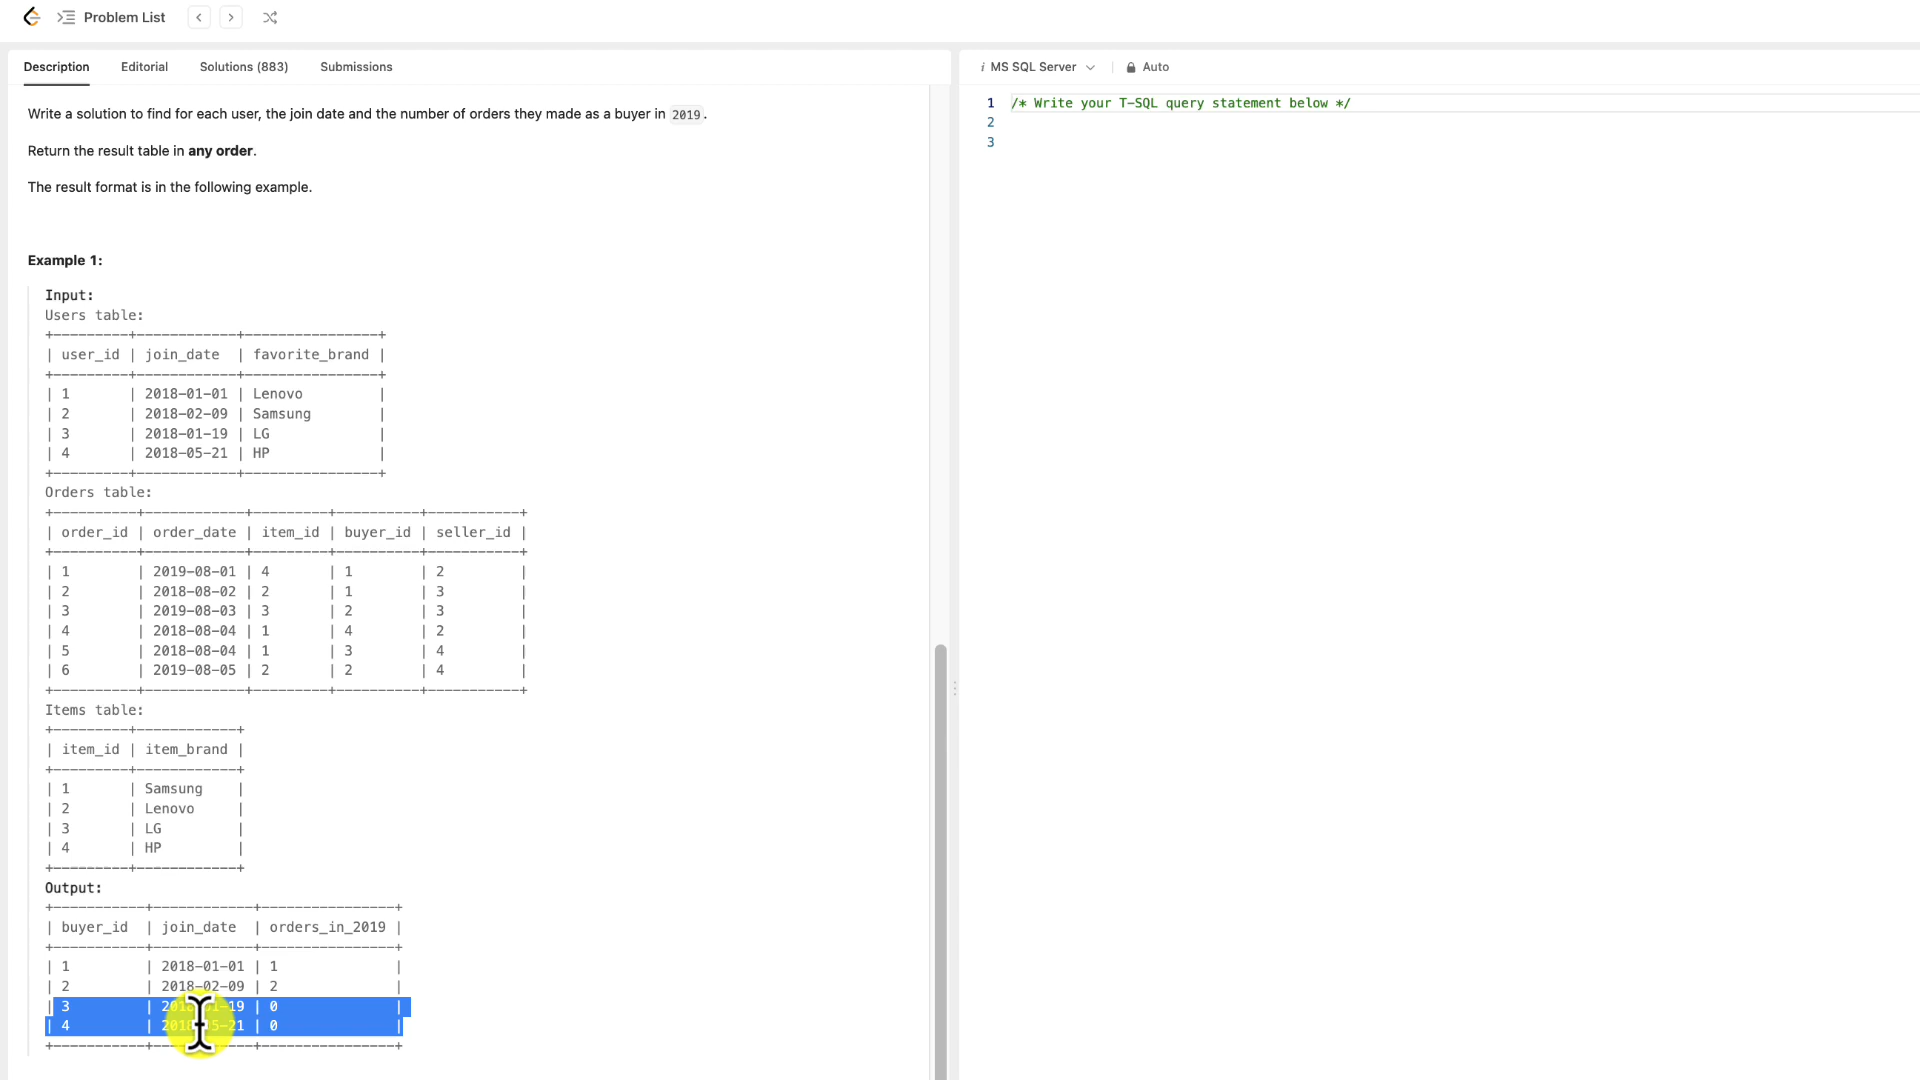 Problem List
Description Editorial Solutions (883) Submissions
Write a solution to find for each user, the join date and the number of orders they made as a buyer in 2019.
Return the result table in any order.
The result format is in the following example.
Example 1:
Input:
Users table:
+---------+------------+----------------+
| user_id | join_date  | favorite_brand |
+---------+------------+----------------+
| 1       | 2018-01-01 | Lenovo         |
| 2       | 2018-02-09 | Samsung        |
| 3       | 2018-01-19 | LG             |
| 4       | 2018-05-21 | HP             |
+---------+------------+----------------+
Orders table:
+----------+------------+---------+----------+-----------+
| order_id | order_date | item_id | buyer_id | seller_id |
+----------+------------+---------+----------+-----------+
| 1        | 2019-08-01 | 4       | 1        | 2         |
| 2        | 2018-08-02 | 2       | 1        | 3         |
| 3        | 2019-08-03 | 3       | 2        | 3         |
| 4        | 2018-08-04 | 1       | 4        | 2         |
| 5        | 2018-08-04 | 1       | 3        | 4         |
| 6        | 2019-08-05 | 2       | 2        | 4         |
+----------+------------+---------+----------+-----------+
Items table:
+---------+------------+
| item_id | item_brand |
+---------+------------+
| 1       | Samsung    |
| 2       | Lenovo     |
| 3       | LG         |
| 4       | HP         |
+---------+------------+
Output:
+-----------+------------+----------------+
| buyer_id  | join_date  | orders_in_2019 |
+-----------+------------+----------------+
| 1         | 2018-01-01 | 1              |
| 2         | 2018-02-09 | 2              |
| 3         | 0              |
| 4         | 0              |
+-----------+------------+----------------+
i MS SQL Server Auto
1 /* Write your T-SQL query statement below */
2
3